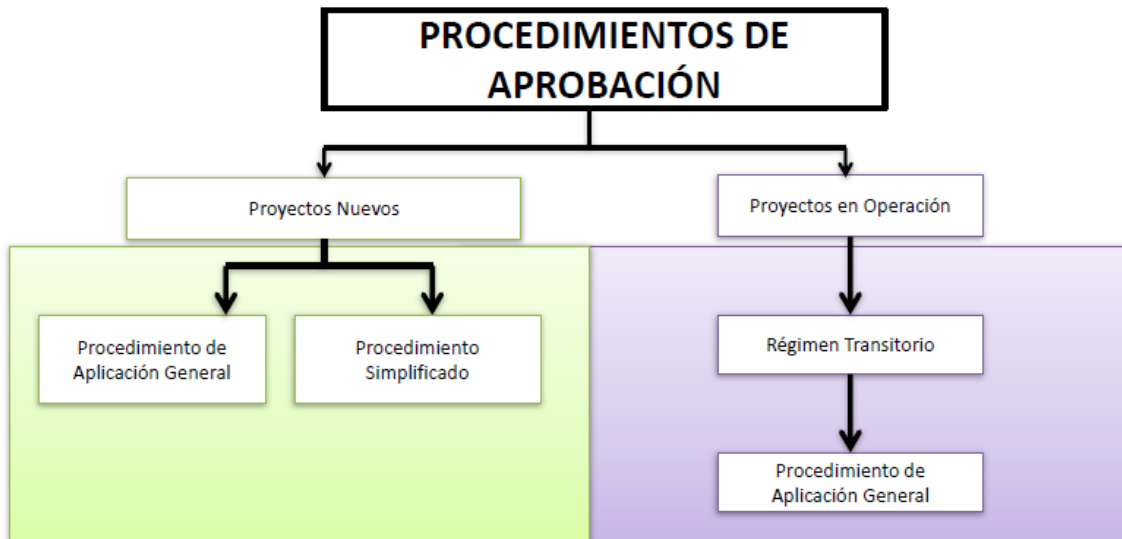 PROCEDIMIENTOS DE
APROBACIÓN
Proyectos Nuevos
Proyectos en Operación
Procedimiento de
Aplicación General
Procedimiento
Simplificado
Régimen Transitorio
Procedimiento de
Aplicación General